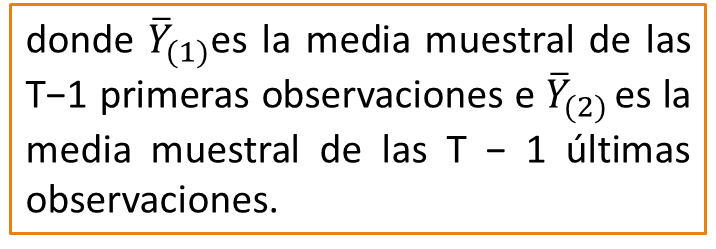 donde Ȳ₍₁₎es la media muestral de las
T−1 primeras observaciones e Ȳ₍₂₎ es la
media muestral de las T − 1 últimas
observaciones.